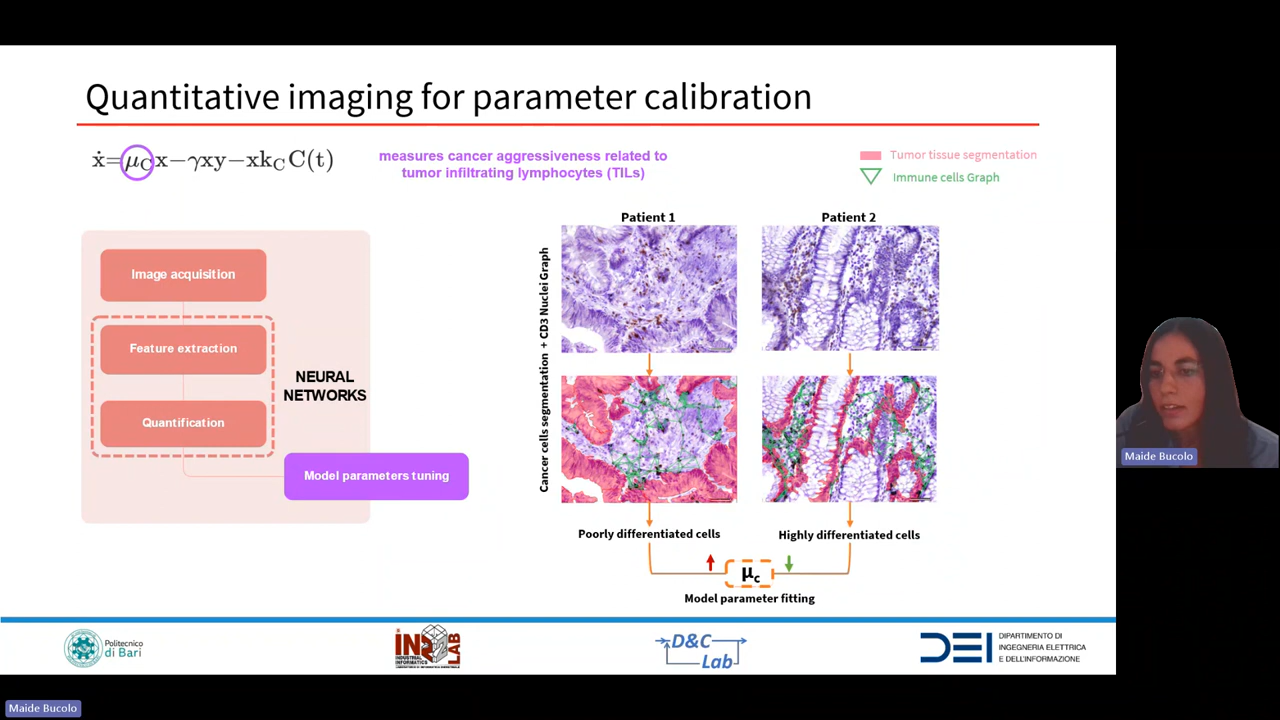 Quantitative imaging for parameter calibration
ẋ=μCx−γxy−xkCC(t)
measures cancer aggressiveness related to
tumor infiltrating lymphocytes (TILs)
Tumor tissue segmentation
Immune cells Graph
Image acquisition
Feature extraction
Quantification
NEURAL
NETWORKS
Model parameters tuning
Cancer cells segmentation + CD3 Nuclei Graph
Patient 1
Patient 2
Poorly differentiated cells
Highly differentiated cells
μc
Model parameter fitting
Politecnico
di Bari
INDUSTRIAL
INFORMATICS
LAB
D&C
Lab
DEI
DIPARTIMENTO DI
INGEGNERIA ELETTRICA
E DELL'INFORMAZIONE
Maide Bucolo
Maide Bucolo